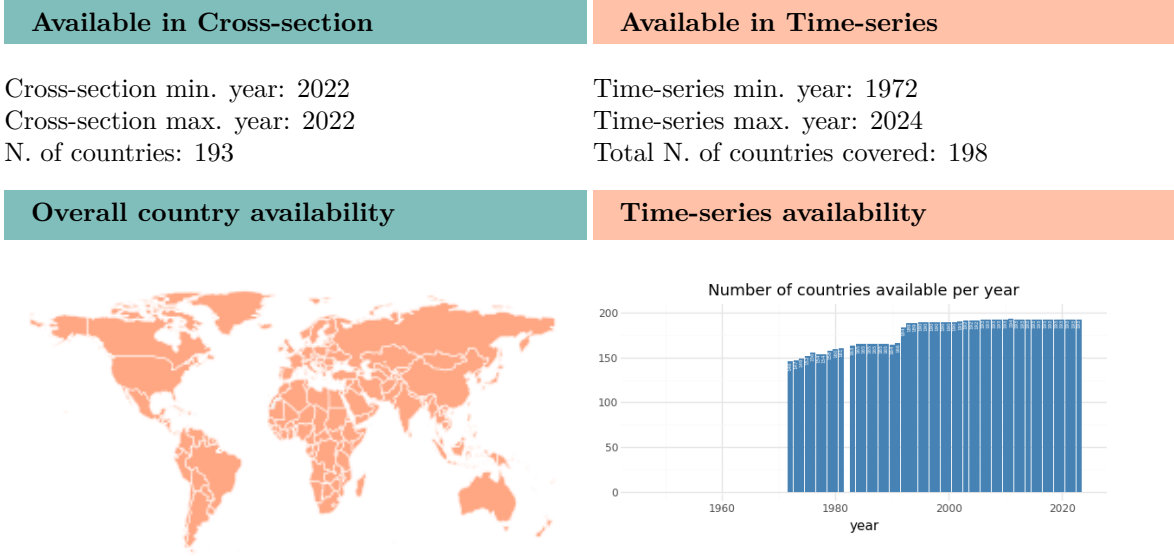 Available in Cross-section
Available in Time-series
Cross-section min. year: 2022
Cross-section max. year: 2022
N. of countries: 193
Time-series min. year: 1972
Time-series max. year: 2024
Total N. of countries covered: 198
Overall country availability
Time-series availability
Number of countries available per year
200
150
100
50
0
1960
1980
2000
2020
year